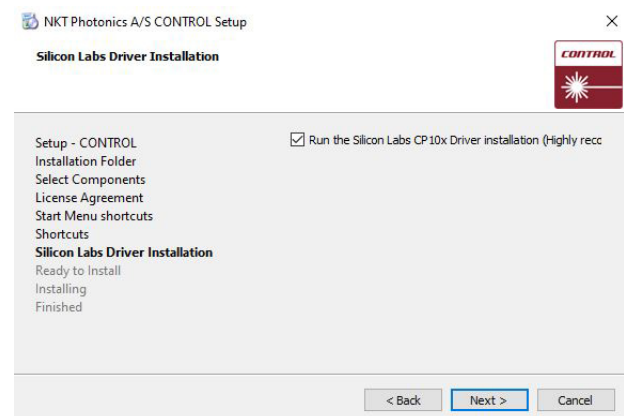 NKT Photonics A/S CONTROL Setup
Silicon Labs Driver Installation
CONTROL
Setup - CONTROL
Installation Folder
Select Components
License Agreement
Start Menu shortcuts
Shortcuts
Silicon Labs Driver Installation
Ready to Install
Installing
Finished
Run the Silicon Labs CP10x Driver installation (Highly recc
< Back
Next >
Cancel